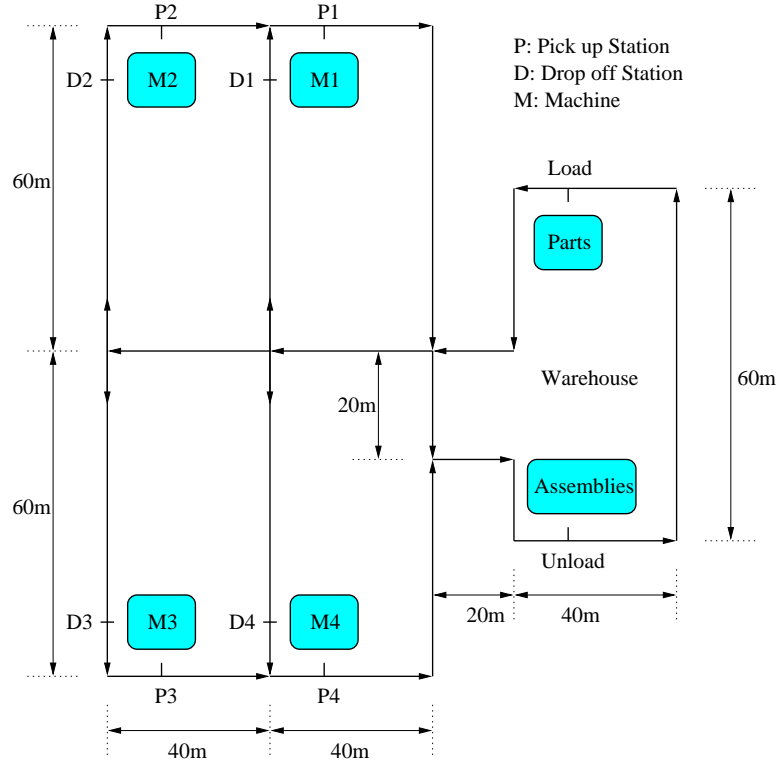 P2
P1
P: Pick up Station
D: Drop off Station
M: Machine
D2
M2
D1
M1
60m
Load
Parts
Warehouse
60m
20m
60m
Assemblies
Unload
20m
40m
D3
M3
D4
M4
P3
P4
40m
40m